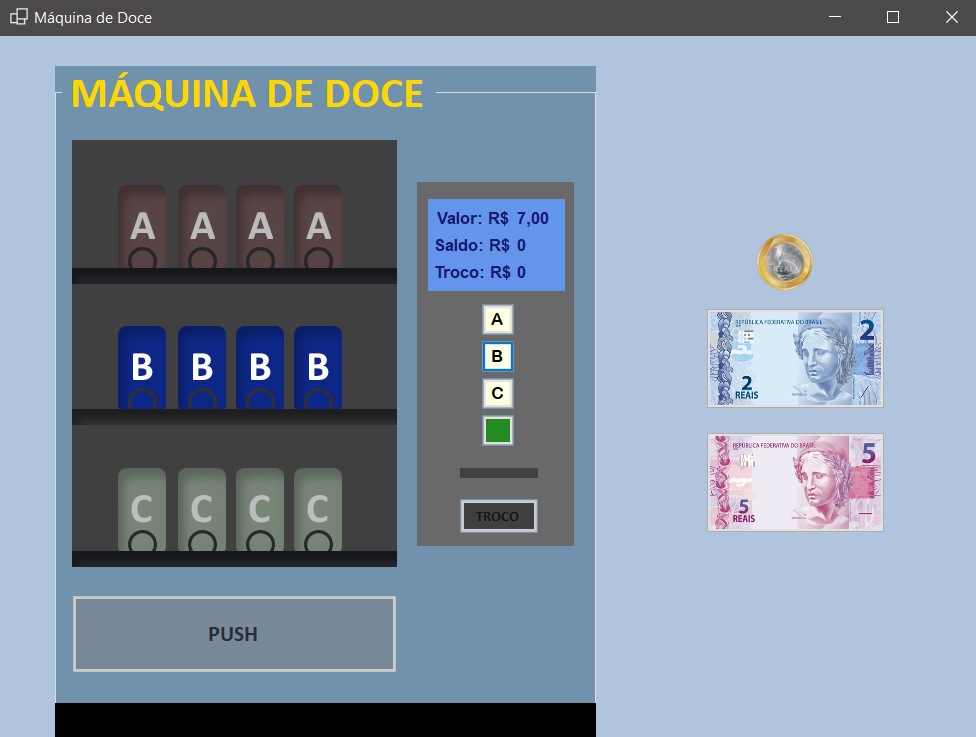 Máquina de Doce
MÁQUINA DE DOCE
A A A A
B B B B
C C C C
Valor: R$ 7,00
Saldo: R$ 0
Troco: R$ 0
A
B
C
TROCO
PUSH
REPÚBLICA FEDERATIVA DO BRASIL
2
2
REAIS
REPÚBLICA FEDERATIVA DO BRASIL
5
5
REAIS